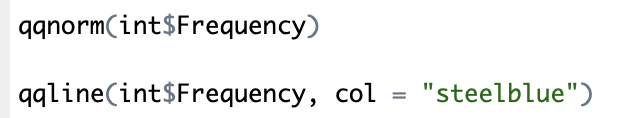 qqnorm(int$Frequency)
qqline(int$Frequency, col = "steelblue")